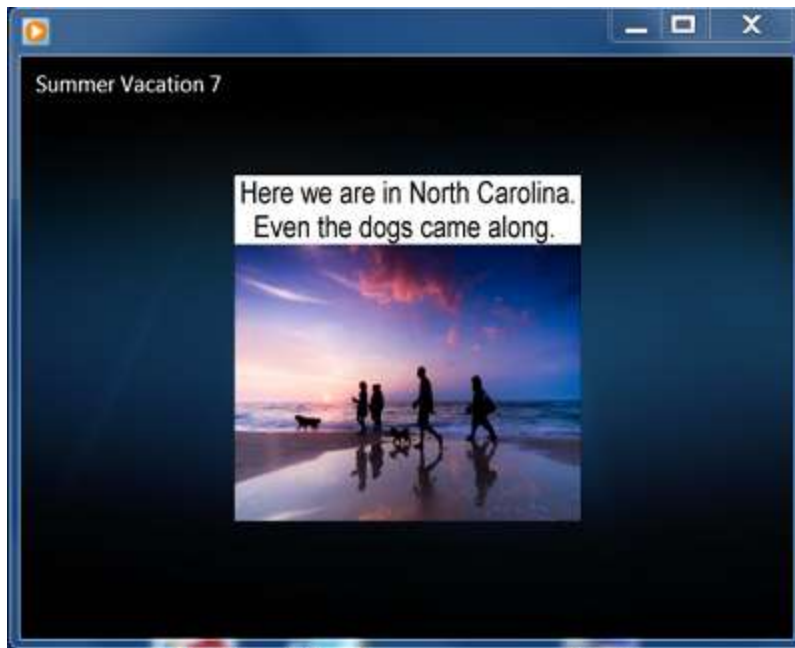 Summer Vacation 7
Here we are in North Carolina.
Even the dogs came along.